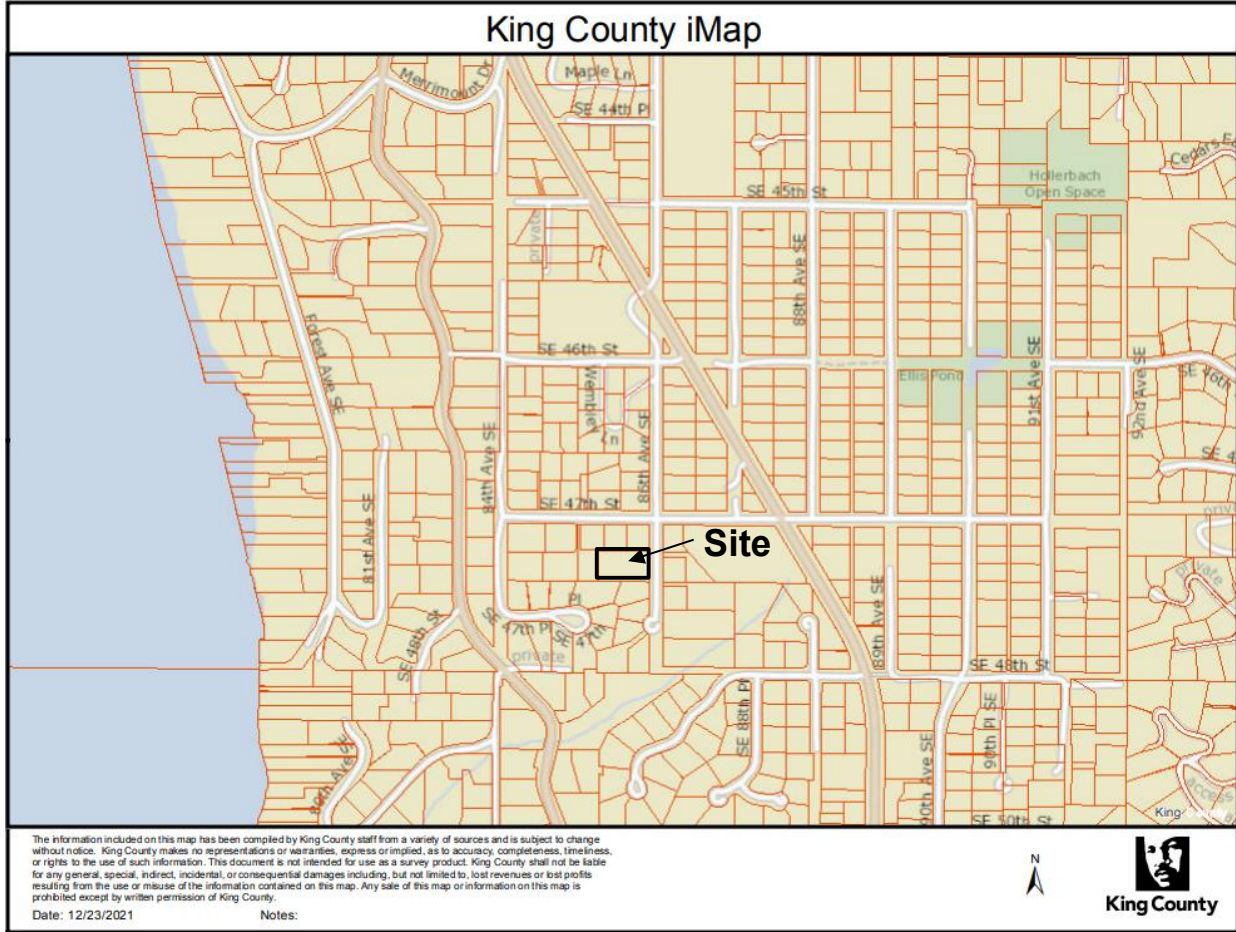 King County iMap
Merrimount Dr
Maple Ln
SE 44th Pl
SE 45th St
Hollerbach
Open Space
private
88th Ave SE
Forest Ave SE
SE 46th St
Wembley
Ln
86th Ave SE
Ellis Pond
91st Ave SE
92nd Ave SE
SE 46th
SE 4
84th Ave SE
SE 47th St
81st Ave SE
Site
private
Pl
SE 47th Pl
SE 47th
private
SE 48th St
89th Ave SE
SE 48th St
SE 88th Pl
90th Pl SE
80th Ave SE
90th Ave SE
SE 50th St
access
King
The information included on this map has been compiled by King County staff from a variety of sources and is subject to change
without notice. King County makes no representations or warranties, express or implied, as to accuracy, completeness, timeliness,
or rights to the use of such information. This document is not intended for use as a survey product. King County shall not be liable
for any general, special, indirect, incidental, or consequential damages including, but not limited to, lost revenues or lost profits
resulting from the use or misuse of the information contained on this map. Any sale of this map or information on this map is
prohibited except by written permission of King County.
Date: 12/23/2021
Notes:
N
King County